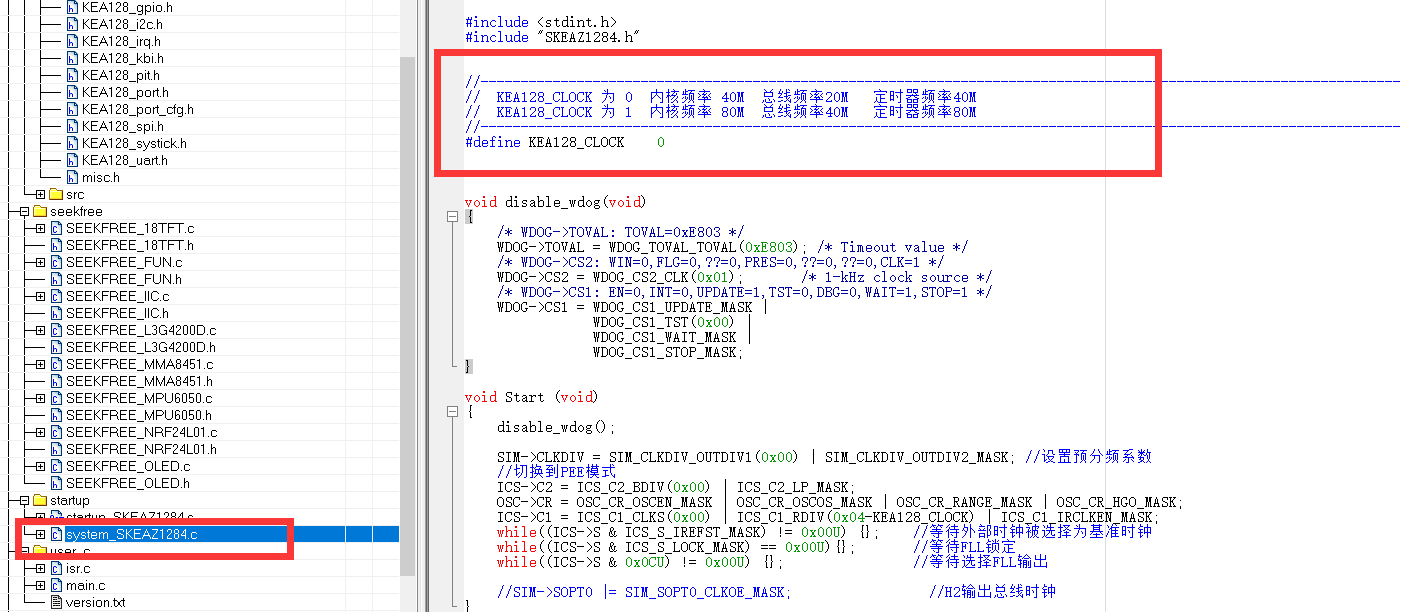 KEA128_gpio.h
KEA128_i2c.h
KEA128_irq.h
KEA128_kbi.h
KEA128_pit.h
KEA128_port.h
KEA128_port_cfg.h
KEA128_spi.h
KEA128_systick.h
KEA128_uart.h
misc.h
src
seekfree
SEEKFREE_18TFT.c
SEEKFREE_18TFT.h
SEEKFREE_FUN.c
SEEKFREE_FUN.h
SEEKFREE_IIC.c
SEEKFREE_IIC.h
SEEKFREE_L3G4200D.c
SEEKFREE_L3G4200D.h
SEEKFREE_MMA8451.c
SEEKFREE_MMA8451.h
SEEKFREE_MPU6050.c
SEEKFREE_MPU6050.h
SEEKFREE_NRF24L01.c
SEEKFREE_NRF24L01.h
SEEKFREE_OLED.c
SEEKFREE_OLED.h
startup
startup_SKEAZ1284.c
system_SKEAZ1284.c
user_c
isr.c
main.c
version.txt
#include <stdint.h>
#include "SKEAZ1284.h"
//------------------------------------------------------------
// KEA128_CLOCK 为 0 内核频率 40M 总线频率20M 定时器频率40M
// KEA128_CLOCK 为 1 内核频率 80M 总线频率40M 定时器频率80M
//------------------------------------------------------------
#define KEA128_CLOCK 0
void disable_wdog(void)
{
/* WDOG->TOVAL: TOVAL=0xE803 */
WDOG->TOVAL = WDOG_TOVAL_TOVAL(0xE803); /* Timeout value */
/* WDOG->CS2: WIN=0,FLG=0,??=0,PRES=0,??=0,??=0,CLK=1 */
WDOG->CS2 = WDOG_CS2_CLK(0x01); /* 1-kHz clock source */
/* WDOG->CS1: EN=0,INT=0,UPDATE=1,TST=0,DBG=0,WAIT=1,STOP=1 */
WDOG->CS1 = WDOG_CS1_UPDATE_MASK |
WDOG_CS1_TST(0x00) |
WDOG_CS1_WAIT_MASK |
WDOG_CS1_STOP_MASK;
}
void Start (void)
{
disable_wdog();
SIM->CLKDIV = SIM_CLKDIV_OUTDIV1(0x00) | SIM_CLKDIV_OUTDIV2_MASK; //设置预分频系数
//切换到PEE模式
ICS->C2 = ICS_C2_BDIV(0x00) | ICS_C2_LP_MASK;
OSC->CR = OSC_CR_OSCEN_MASK | OSC_CR_OSCOS_MASK | OSC_CR_RANGE_MASK | OSC_CR_HGO_MASK;
ICS->C1 = ICS_C1_CLKS(0x00) | ICS_C1_RDIV(0x04-KEA128_CLOCK) | ICS_C1_IRCLKEN_MASK;
while((ICS->S & ICS_S_IREFST_MASK) != 0x00U) {}; //等待外部时钟被选择为基准时钟
while((ICS->S & ICS_S_LOCK_MASK) == 0x00U){}; //等待FLL锁定
while((ICS->S & 0x0CU) != 0x00U) {}; //等待选择FLL输出
//SIM->SOPT0 |= SIM_SOPT0_CLKOE_MASK; //H2输出总线时钟
}